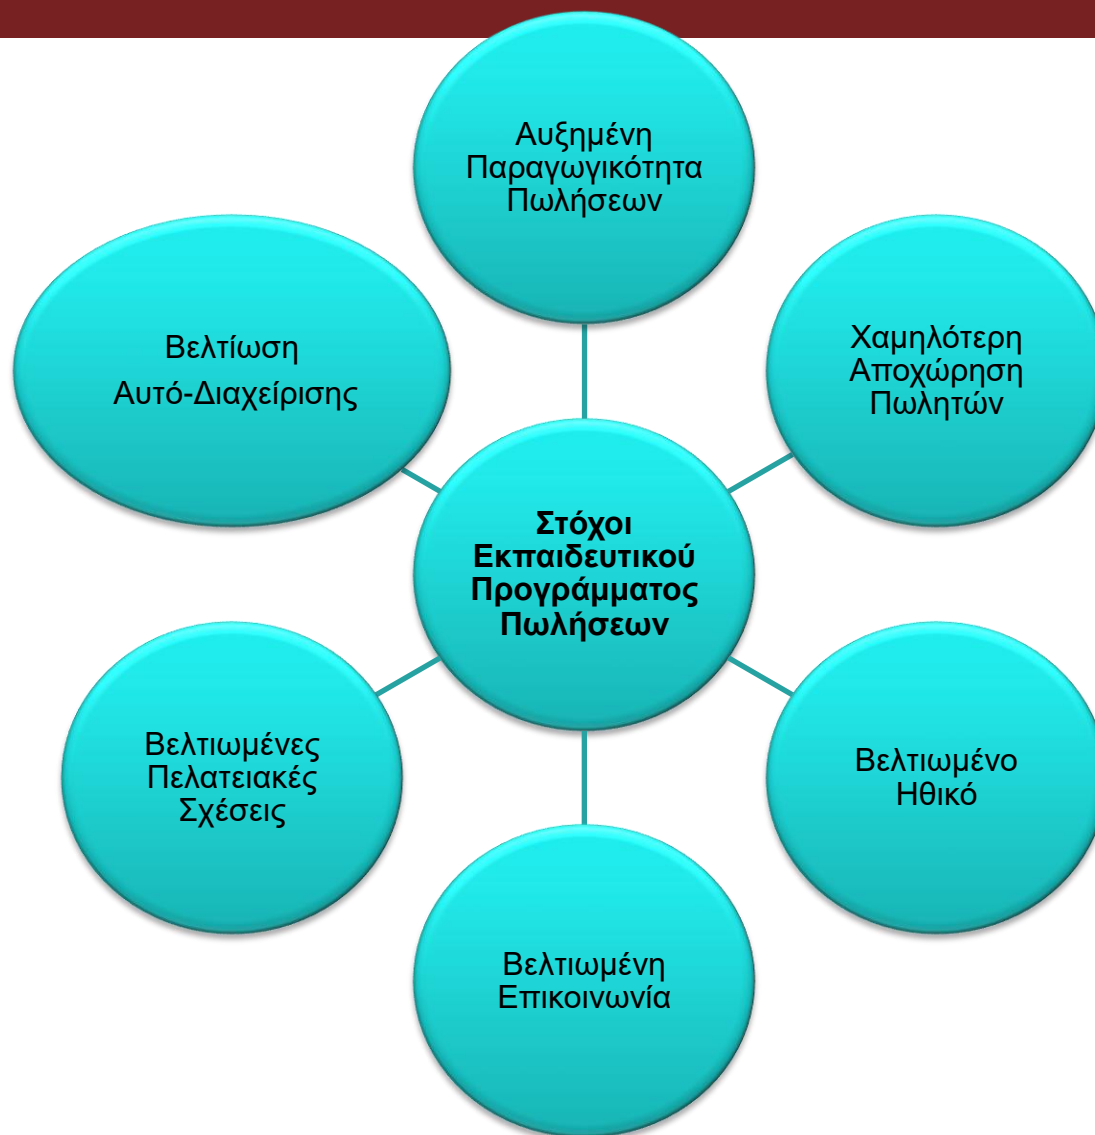 Αυξημένη
Παραγωγικότητα
Πωλήσεων
Χαμηλότερη
Αποχώρηση
Πωλητών
Βελτιωμένο
Ηθικό
Βελτιωμένη
Επικοινωνία
Βελτιωμένες
Πελατειακές
Σχέσεις
Βελτίωση
Αυτό-Διαχείρισης
Στόχοι
Εκπαιδευτικού
Προγράμματος
Πωλήσεων